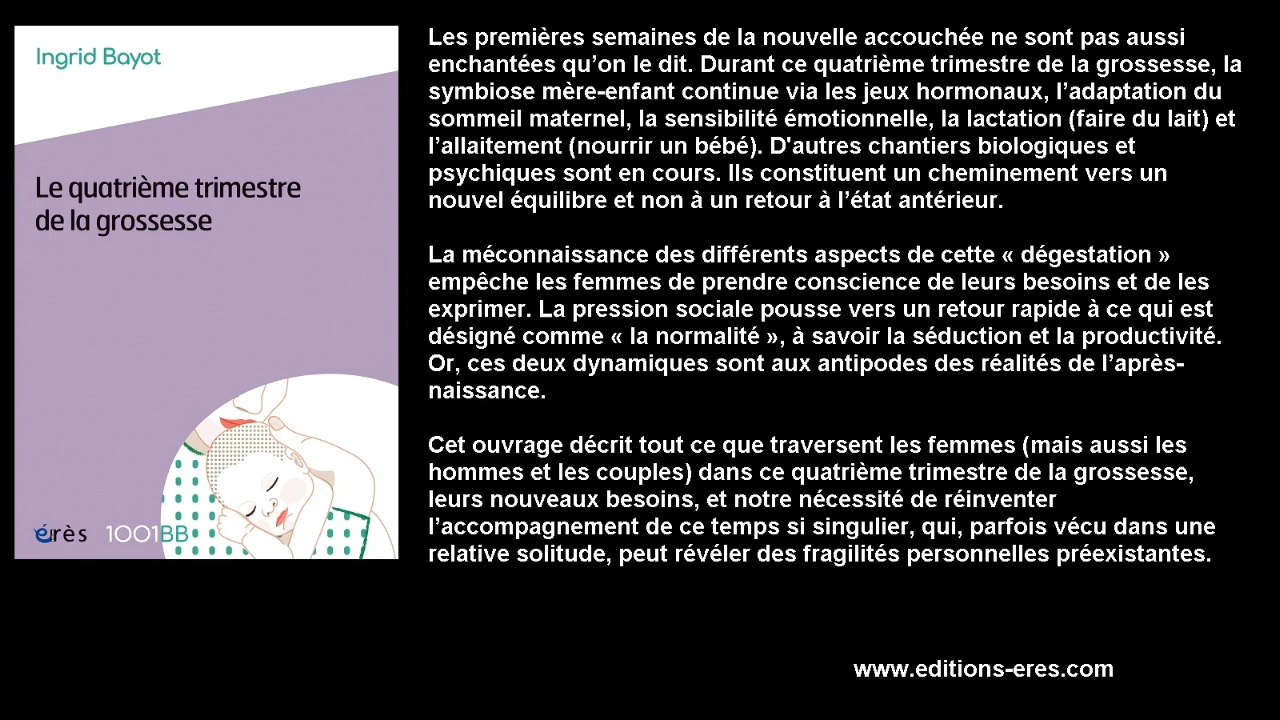 Ingrid Bayot
Le quatrième trimestre
de la grossesse
érès 1001BB
Les premières semaines de la nouvelle accouchée ne sont pas aussi
enchantées qu’on le dit. Durant ce quatrième trimestre de la grossesse, la
symbiose mère-enfant continue via les jeux hormonaux, l’adaptation du
sommeil maternel, la sensibilité émotionnelle, la lactation (faire du lait) et
l’allaitement (nourrir un bébé). D'autres chantiers biologiques et
psychiques sont en cours. Ils constituent un cheminement vers un
nouvel équilibre et non à un retour à l’état antérieur.
La méconnaissance des différents aspects de cette « dégestation »
empêche les femmes de prendre conscience de leurs besoins et de les
exprimer. La pression sociale pousse vers un retour rapide à ce qui est
désigné comme « la normalité », à savoir la séduction et la productivité.
Or, ces deux dynamiques sont aux antipodes des réalités de l’après-
naissance.
Cet ouvrage décrit tout ce que traversent les femmes (mais aussi les
hommes et les couples) dans ce quatrième trimestre de la grossesse,
leurs nouveaux besoins, et notre nécessité de réinventer
l’accompagnement de ce temps si singulier, qui, parfois vécu dans une
relative solitude, peut révéler des fragilités personnelles préexistantes.
www.editions-eres.com